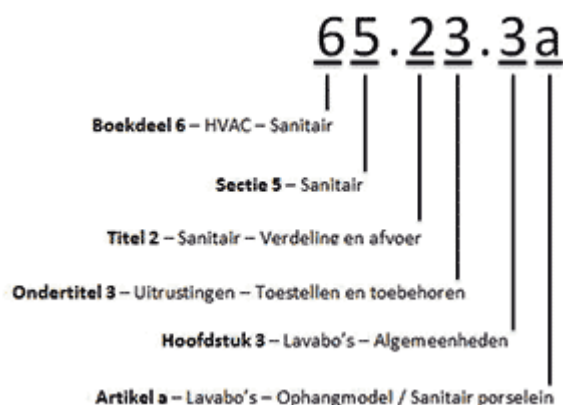 65.23.3a
Boekdeel 6 – HVAC – Sanitair
Sectie 5 – Sanitair
Titel 2 – Sanitair – Verdeling en afvoer
Ondertitel 3 – Uitrustingen – Toestellen en toebehoren
Hoofdstuk 3 – Lavabo's – Algemeenheden
Artikel a – Lavabo's – Ophangmodel / Sanitair porselein